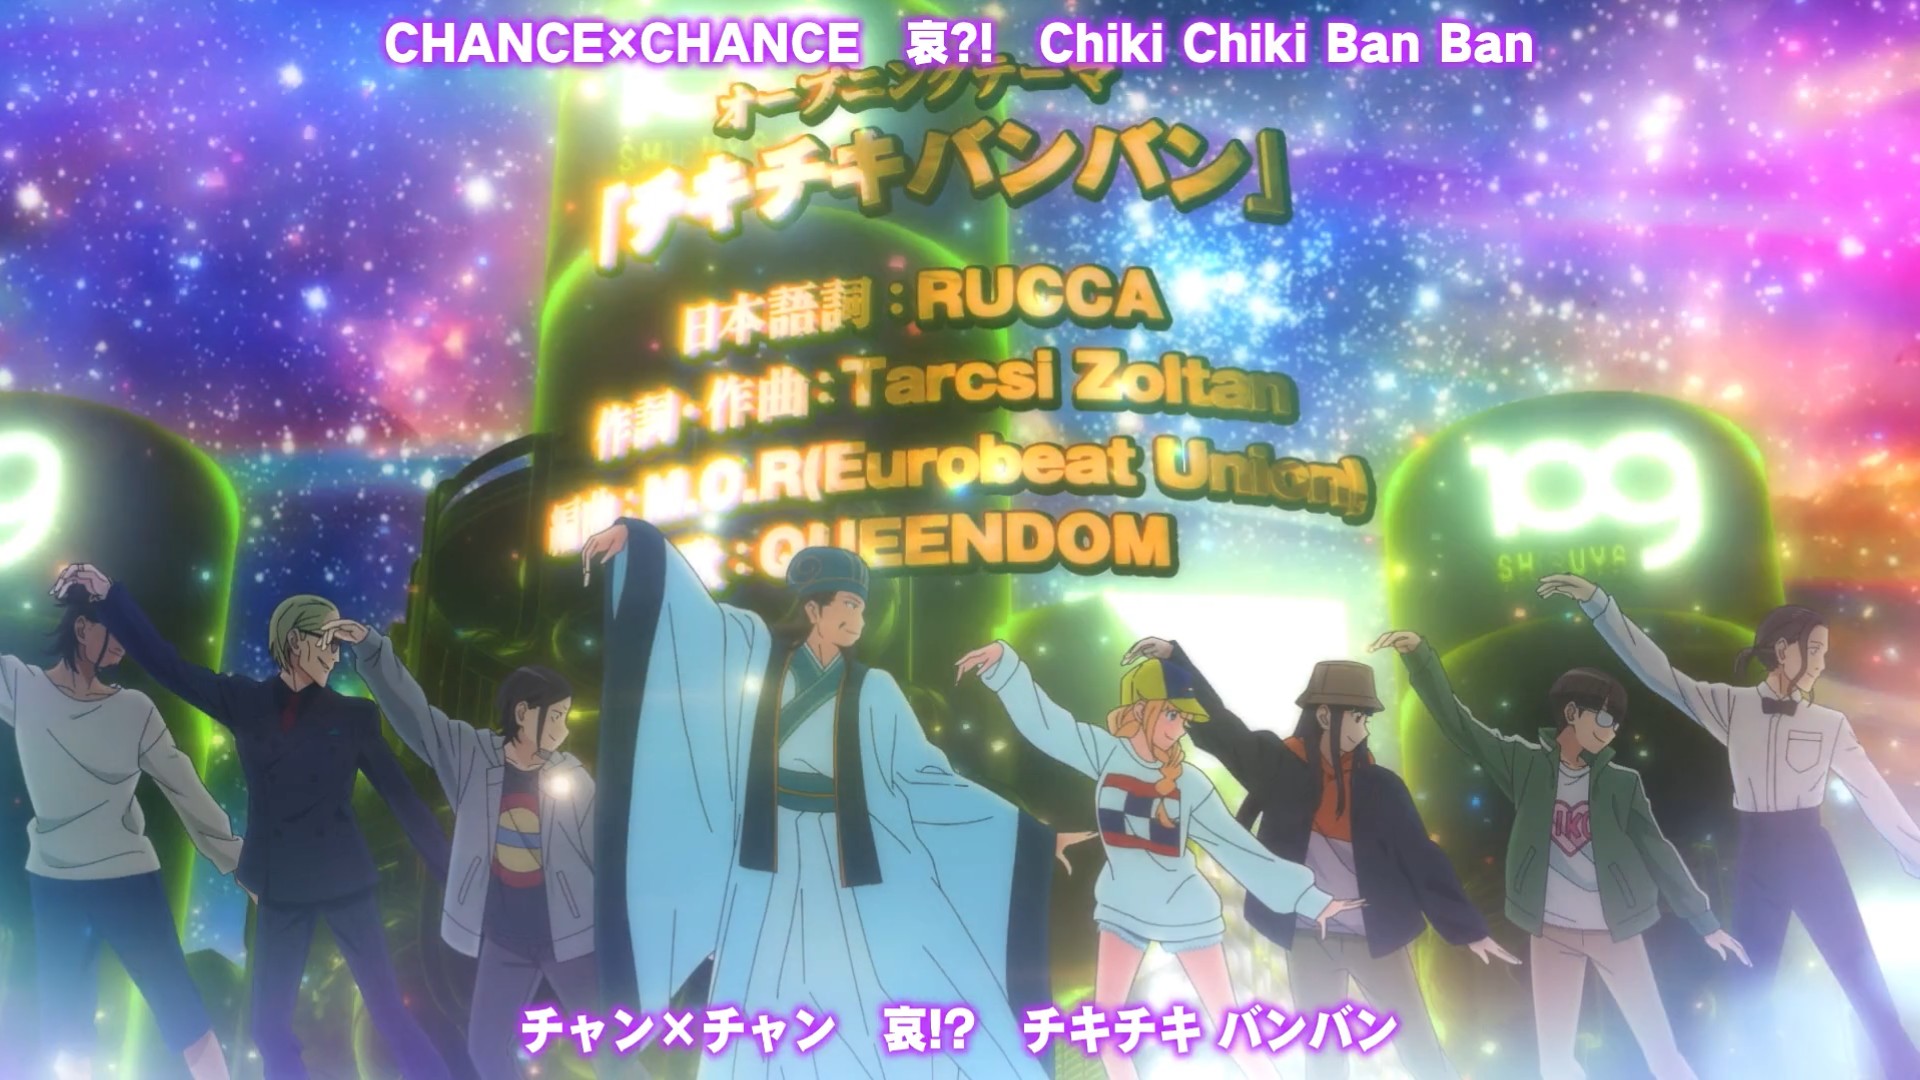 CHANCE×CHANCE 哀?! Chiki Chiki Ban Ban
オープニングテーマ
「チキチキバンバン」
日本語詞：RUCCA
作詞・作曲：Tarcsi Zoltan
編曲：M.O.R(Eurobeat Union)
：QUEENDOM
9
109
SHIBUYA
チャン×チャン 哀!? チキチキ バンバン